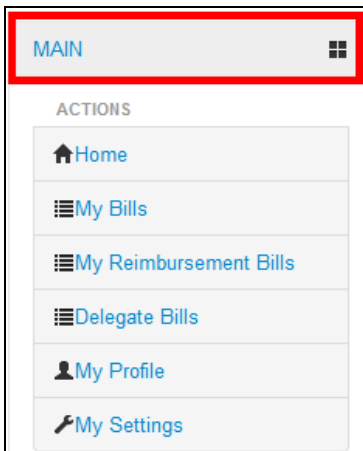 MAIN
ACTIONS
Home
My Bills
My Reimbursement Bills
Delegate Bills
My Profile
My Settings